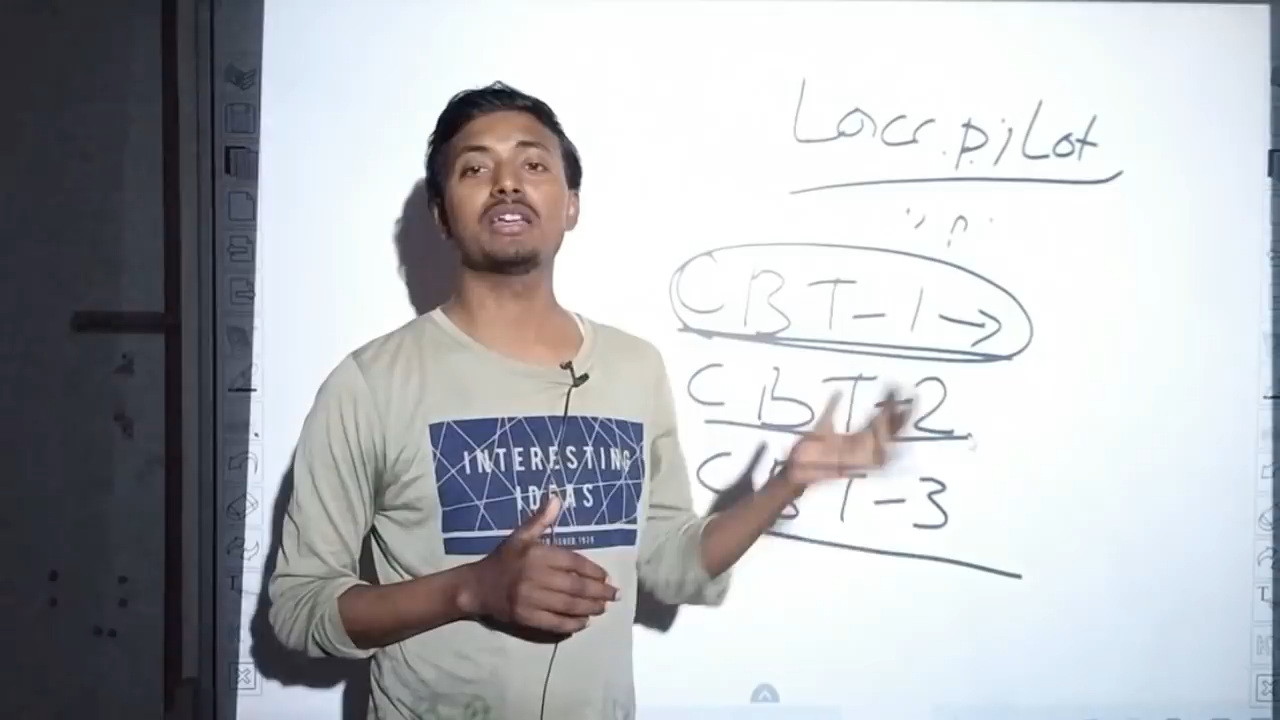 Loco pilot
CBT-1→
CBT-2
CBT-3
INTERESTING
IDEAS